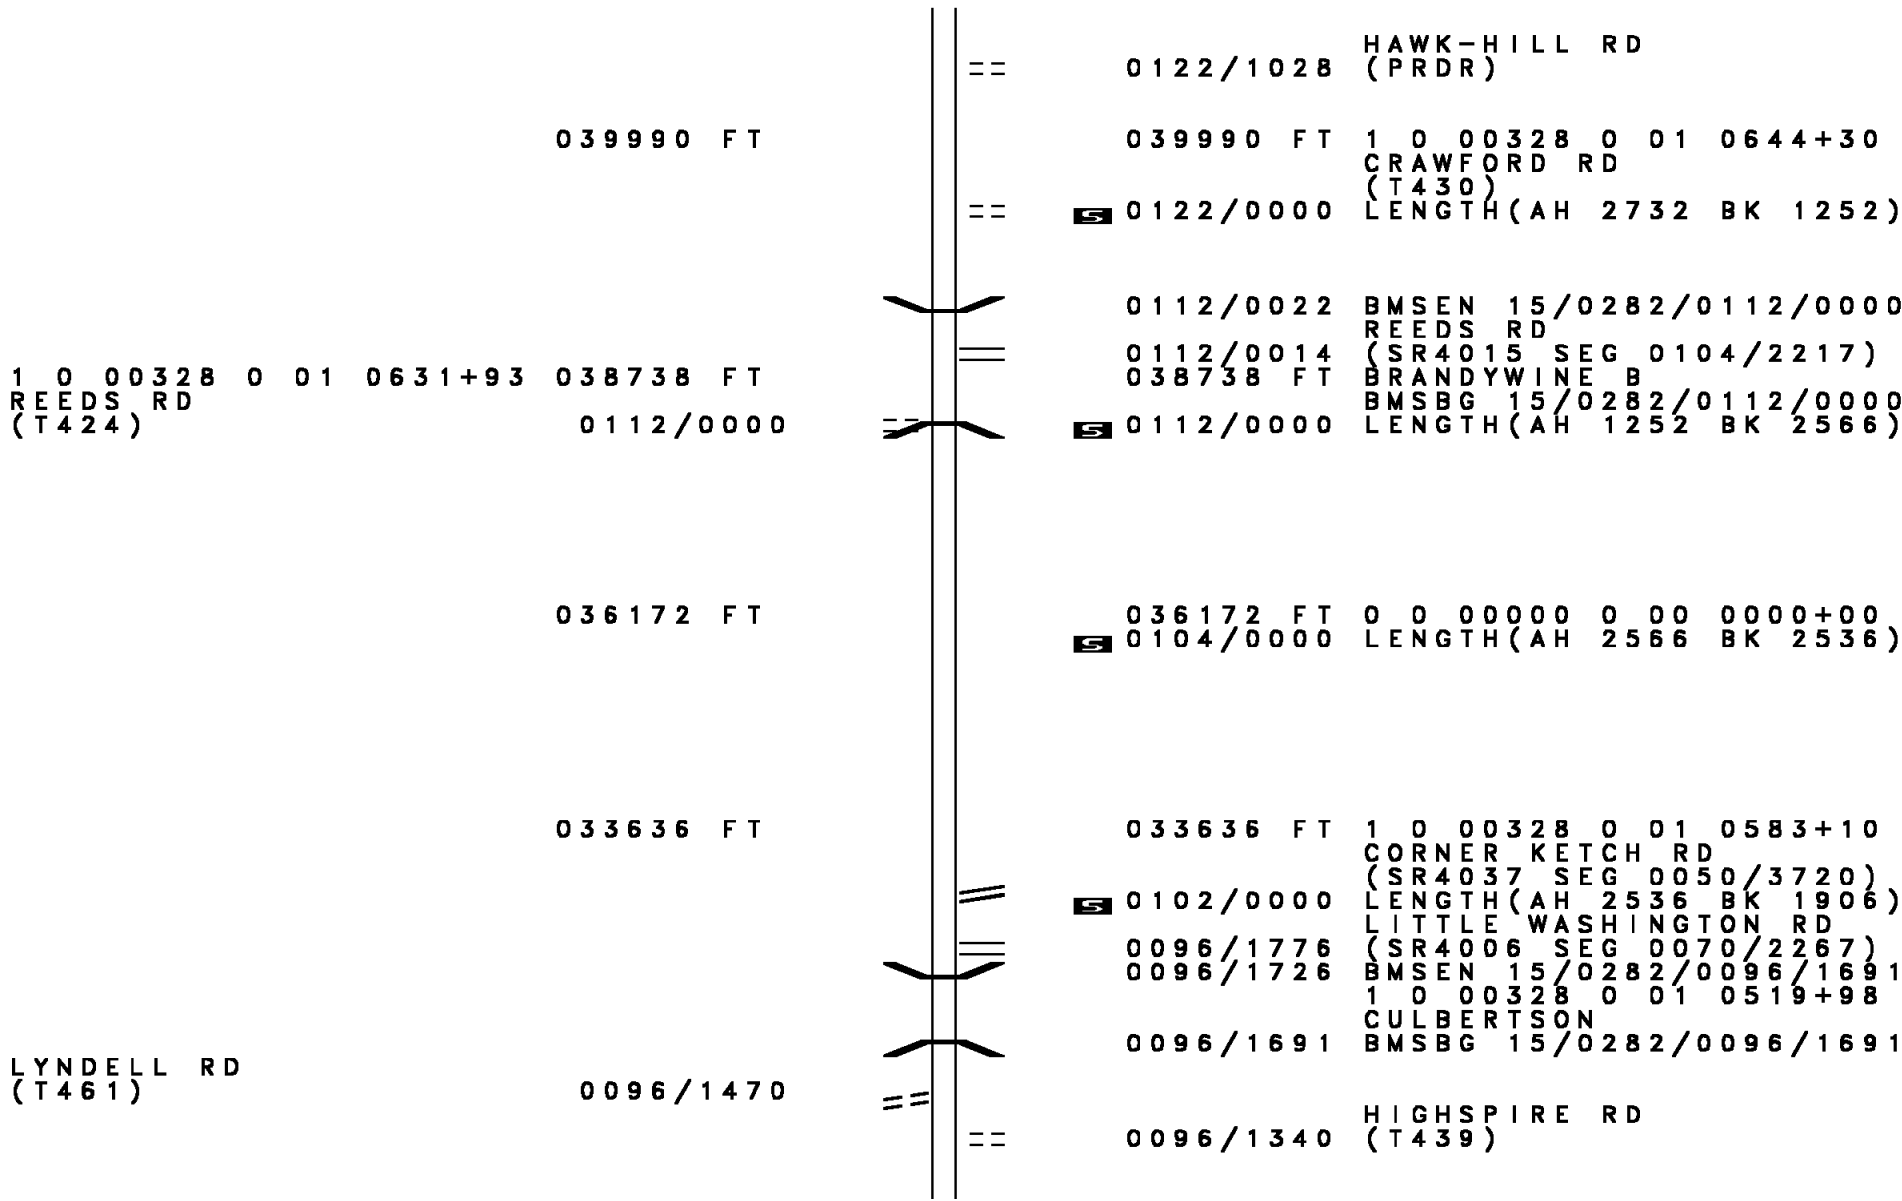 HAWK-HILL RD
0122/1028 (PRDR)
039990 FT 039990 FT 1 0 00328 0 01 0644+30
CRAWFORD RD
(T430)
S 0122/0000 LENGTH(AH 2732 BK 1252)
0112/0022 BMSEN 15/0282/0112/0000
REEDS RD
0112/0014 (SR4015 SEG 0104/2217)
1 0 00328 0 01 0631+93 038738 FT 038738 FT BRANDYWINE B
REEDS RD BMSBG 15/0282/0112/0000
(T424) 0112/0000 S 0112/0000 LENGTH(AH 1252 BK 2566)
036172 FT 036172 FT 0 0 00000 0 00 0000+00
S 0104/0000 LENGTH(AH 2566 BK 2536)
033636 FT 033636 FT 1 0 00328 0 01 0583+10
CORNER KETCH RD
(SR4037 SEG 0050/3720)
S 0102/0000 LENGTH(AH 2536 BK 1906)
LITTLE WASHINGTON RD
0096/1776 (SR4006 SEG 0070/2267)
0096/1726 BMSEN 15/0282/0096/1691
1 0 00328 0 01 0519+98
CULBERTSON
0096/1691 BMSBG 15/0282/0096/1691
LYNDELL RD
(T461) 0096/1470
HIGHSPIRE RD
0096/1340 (T439)